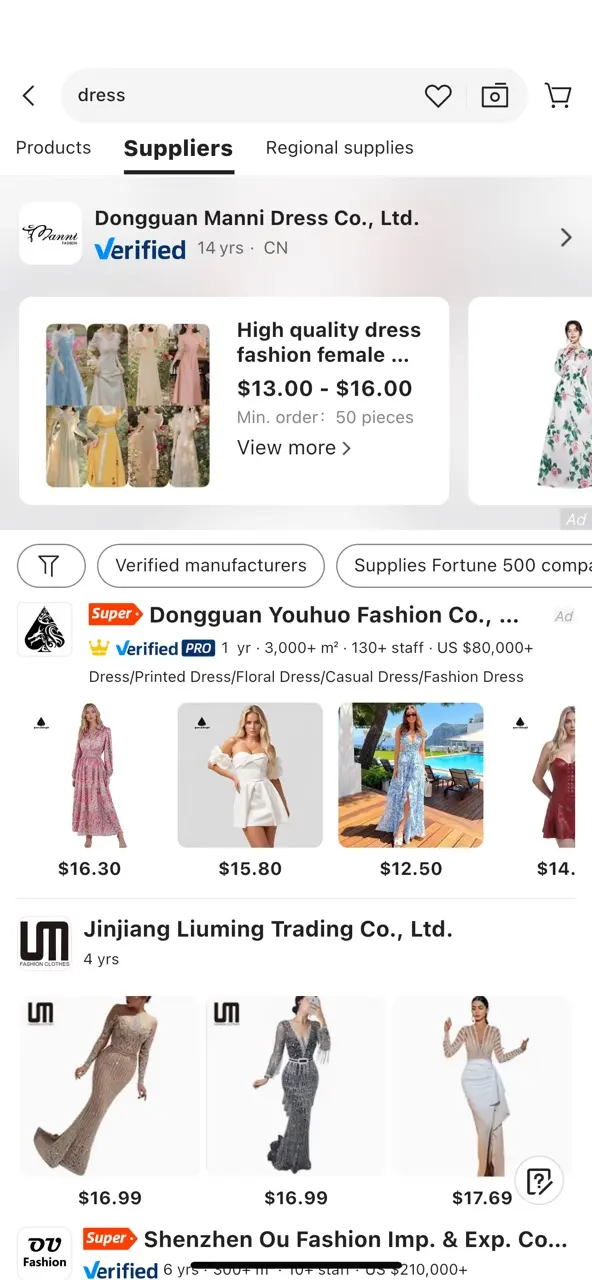 dress
Products
Suppliers
Regional supplies
Manni
FASHION
Dongguan Manni Dress Co., Ltd.
Verified 14 yrs · CN
High quality dress
fashion female ...
$13.00 - $16.00
Min. order: 50 pieces
View more
Ad
Verified manufacturers
Supplies Fortune 500 compa
Super Dongguan Youhuo Fashion Co., ...
Ad
Verified PRO 1 yr · 3,000+ m² · 130+ staff · US $80,000+
Dress/Printed Dress/Floral Dress/Casual Dress/Fashion Dress
$16.30
$15.80
$12.50
$14.
LM
FASHION CLOTHES
Jinjiang Liuming Trading Co., Ltd.
4 yrs
LM
LM
$16.99
$16.99
$17.69
OU
Fashion
Super Shenzhen Ou Fashion Imp. & Exp. Co...
Verified 6 yrs · 300+ m² · 10+ staff · US $210,000+